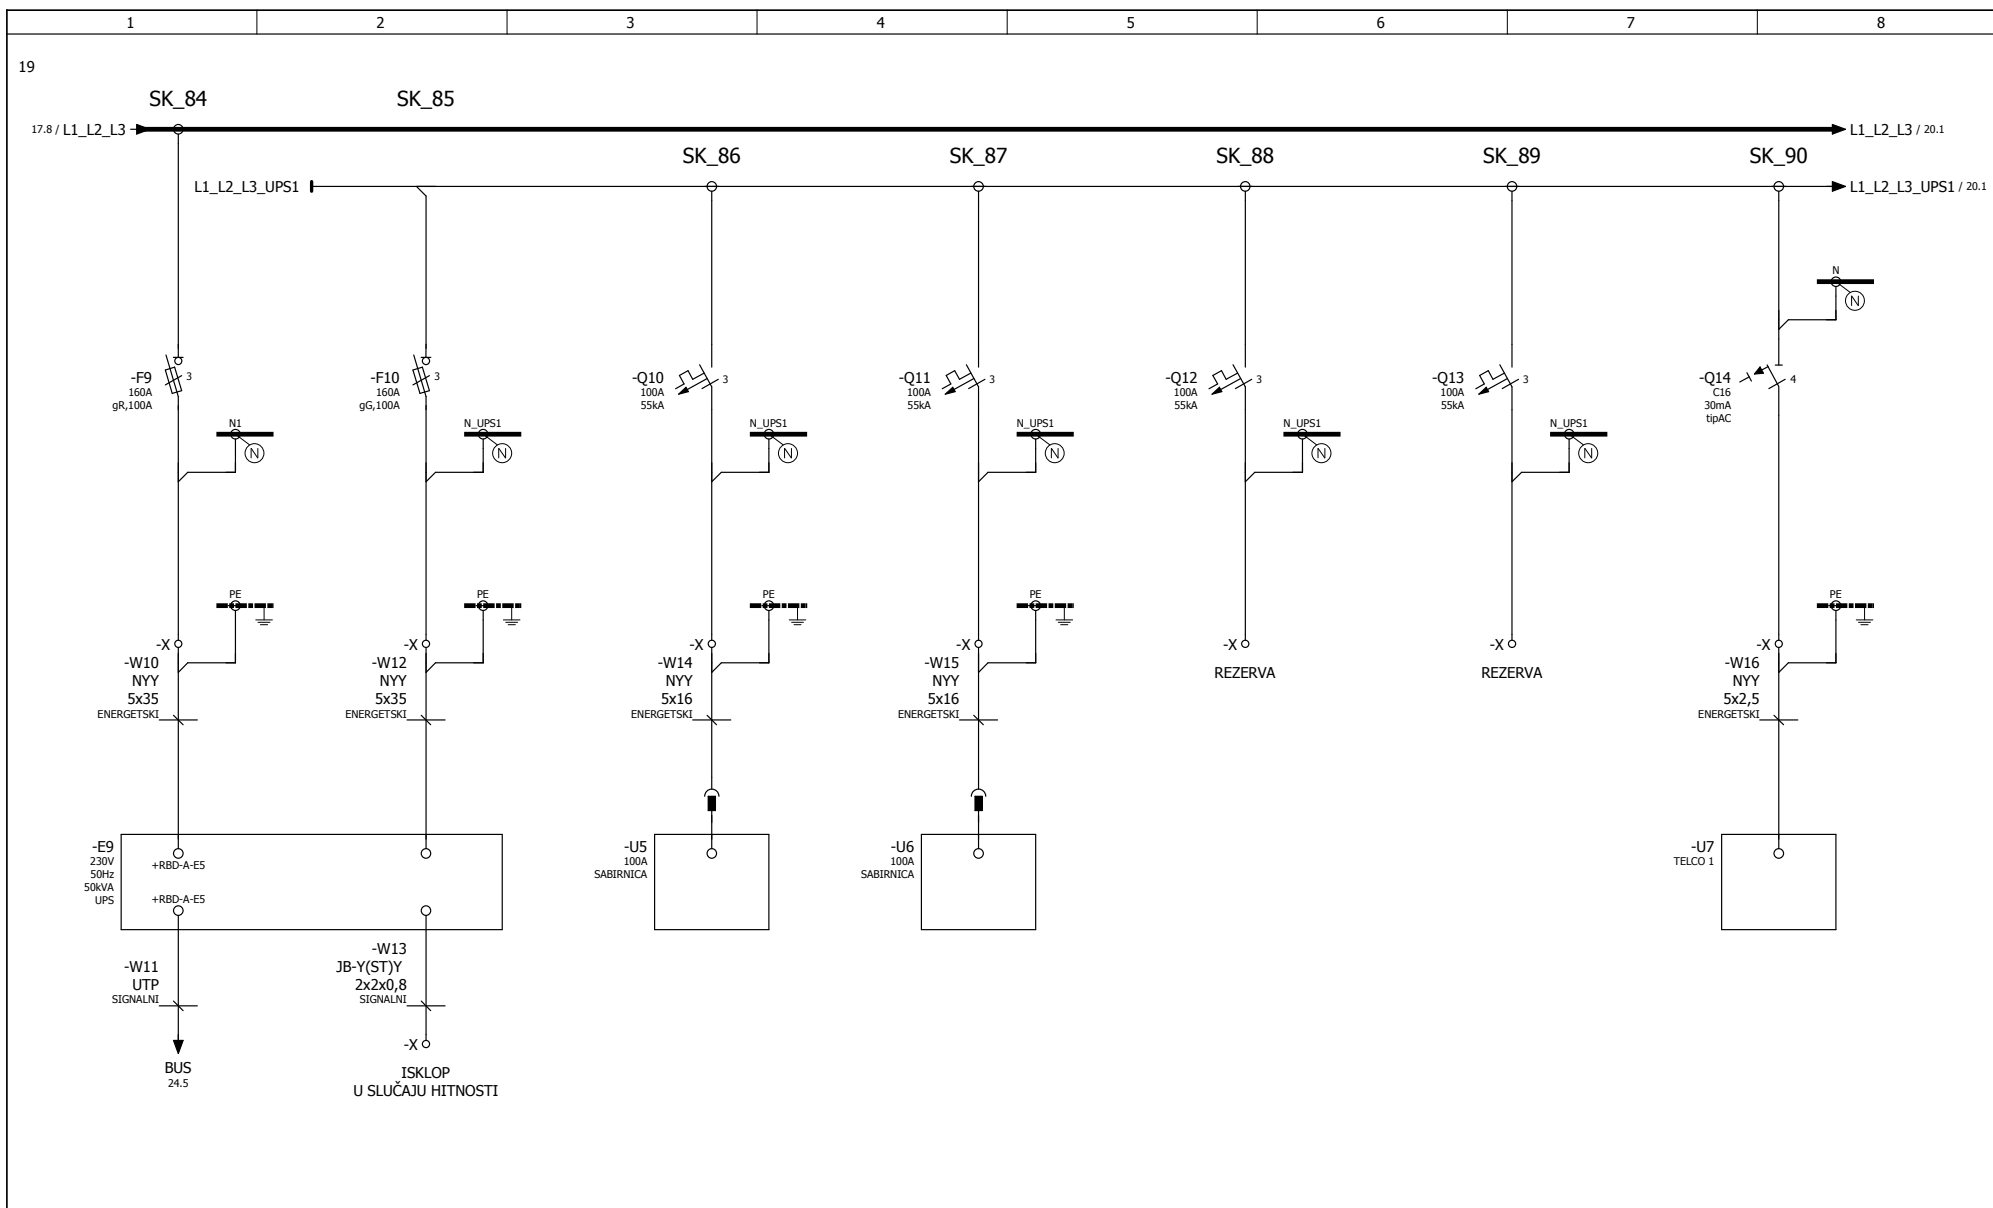 1 2 3 4 5 6 7 8
19
SK_84 SK_85
17.8 / L1_L2_L3 L1_L2_L3 / 20.1
SK_86 SK_87 SK_88 SK_89 SK_90
L1_L2_L3_UPS1 L1_L2_L3_UPS1 / 20.1
N
N
-F9 3 -F10 3 -Q10 3 -Q11 3 -Q12 3 -Q13 3 -Q14 4
160A 160A 100A 100A 100A 100A C16
gR,100A gG,100A 55kA 55kA 55kA 55kA 30mA
tipAC
N1 N_UPS1 N_UPS1 N_UPS1 N_UPS1 N_UPS1
N N N N N N
PE PE PE PE PE
-X -X -X -X -X -X -X
-W10 -W12 -W14 -W15 REZERVA REZERVA -W16
NYY NYY NYY NYY NYY
5x35 5x35 5x16 5x16 5x2,5
ENERGETSKI ENERGETSKI ENERGETSKI ENERGETSKI ENERGETSKI
-E9 -U5 -U6 -U7
230V +RBD-A-E5 100A 100A TELCO 1
50Hz SABIRNICA SABIRNICA
50kVA
UPS +RBD-A-E5
-W13
-W11 JB-Y(ST)Y
UTP 2x2x0,8
SIGNALNI SIGNALNI
-X
BUS ISKLOP
24.5 U SLUČAJU HITNOSTI